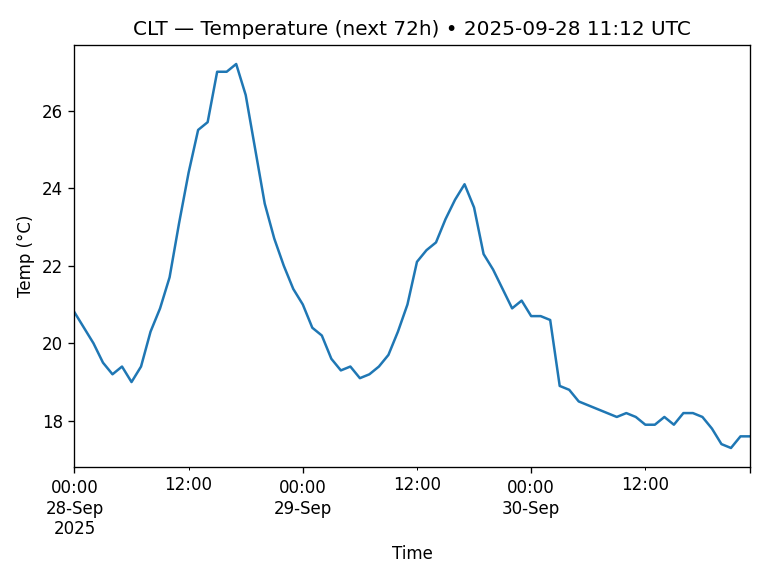 CLT — Temperature (next 72h) • 2025-09-28 11:12 UTC
Temp (°C)
26
24
22
20
18
00:00 12:00 00:00 12:00 00:00 12:00
28-Sep 29-Sep 30-Sep
2025
Time